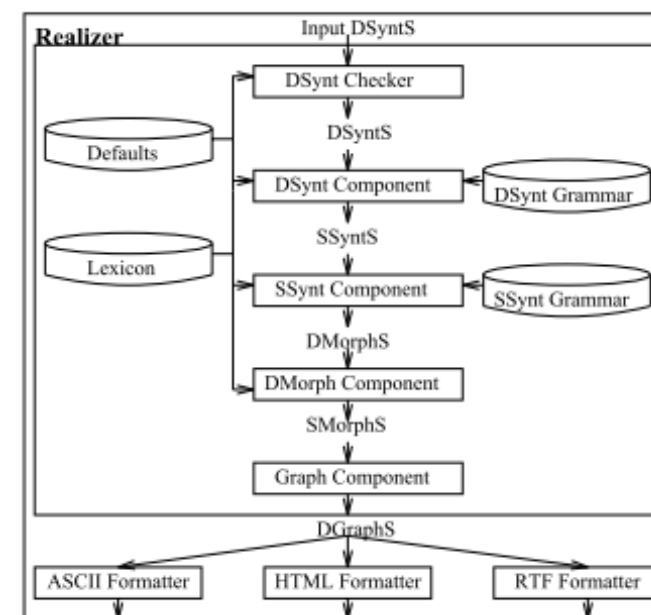 Realizer
Input DSyntS
DSynt Checker
DSyntS
Defaults
DSynt Component
DSynt Grammar
SSyntS
Lexicon
SSynt Component
SSynt Grammar
DMorphS
DMorph Component
SMorphS
Graph Component
DGraphS
ASCII Formatter
HTML Formatter
RTF Formatter